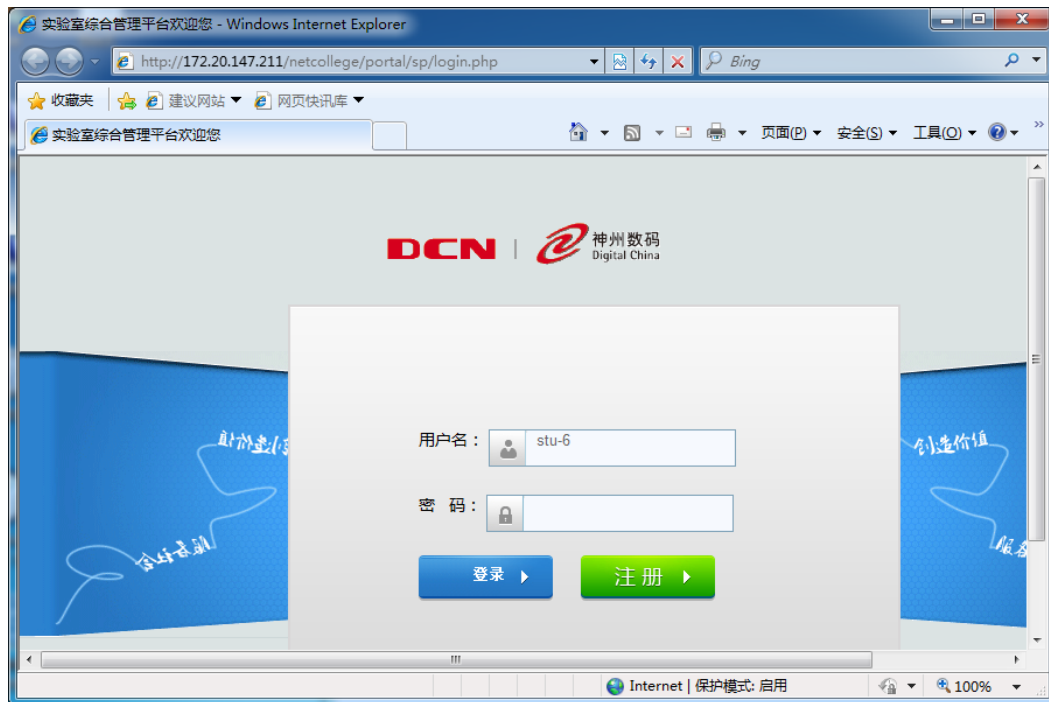 实验室综合管理平台欢迎您 - Windows Internet Explorer
http://172.20.147.211/netcollege/portal/sp/login.php
Bing
收藏夹
建议网站
网页快讯库
实验室综合管理平台欢迎您
页面(P)
安全(S)
工具(O)
DCN
神州数码
Digital China
用户名：
stu-6
创造价值
密 码：
登录
注册
Internet | 保护模式: 启用
100%